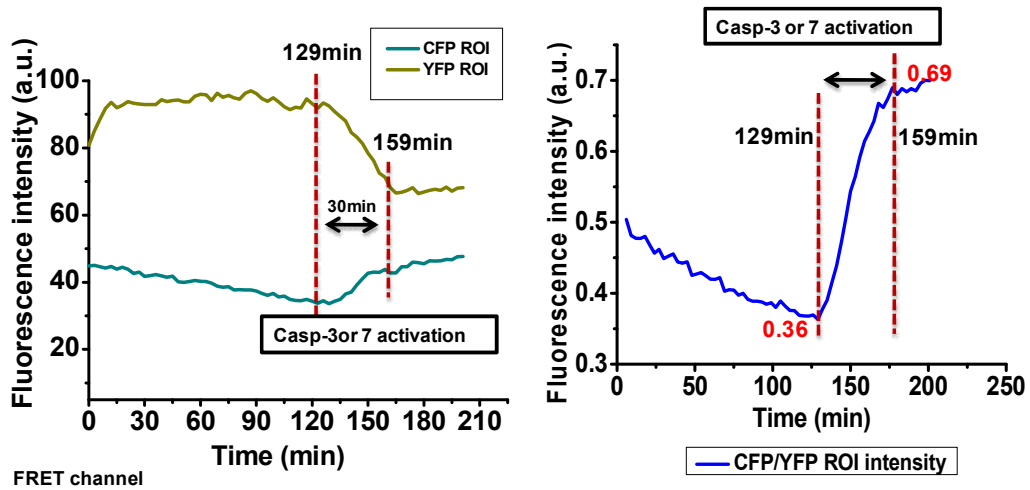 Fluorescence intensity (a.u.)
100
80
60
40
20
0
30
60
90
120
150
180
210
Time (min)
129min
CFP ROI
YFP ROI
159min
30min
Casp-3or 7 activation
FRET channel
Casp-3 or 7 activation
Fluorescence intensity (a.u.)
0.7
0.6
0.5
0.4
0.3
0
50
100
150
200
250
Time (min)
0.69
129min
159min
0.36
CFP/YFP ROI intensity